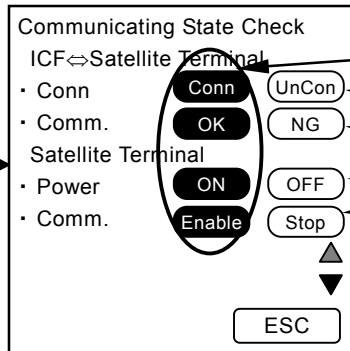 Communicating State Check
ICF⇔Satellite Terminal
・Conn Conn UnCon
・Comm. OK NG
Satellite Terminal
・Power ON OFF
・Comm. Enable Stop
ESC